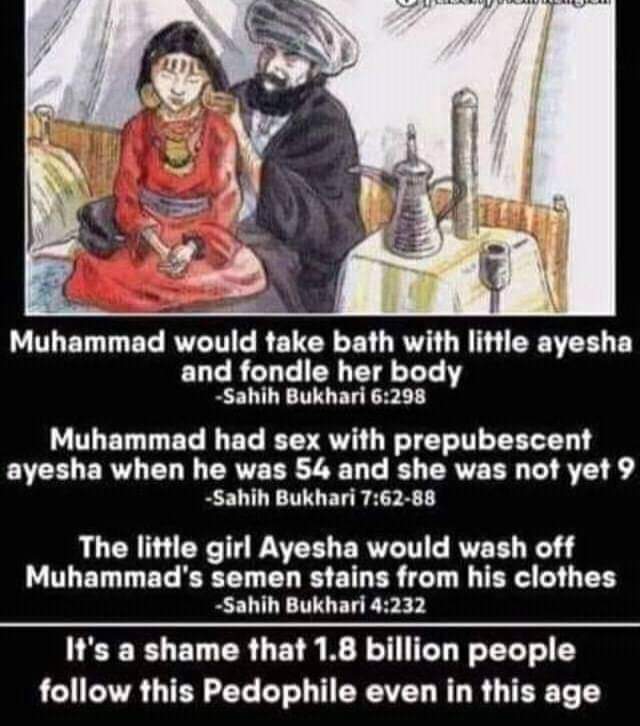 Muhammad would take bath with little ayesha
and fondle her body
-Sahih Bukhari 6:298
Muhammad had sex with prepubescent
ayesha when he was 54 and she was not yet 9
-Sahih Bukhari 7:62-88
The little girl Ayesha would wash off
Muhammad's semen stains from his clothes
-Sahih Bukhari 4:232
It's a shame that 1.8 billion people
follow this Pedophile even in this age